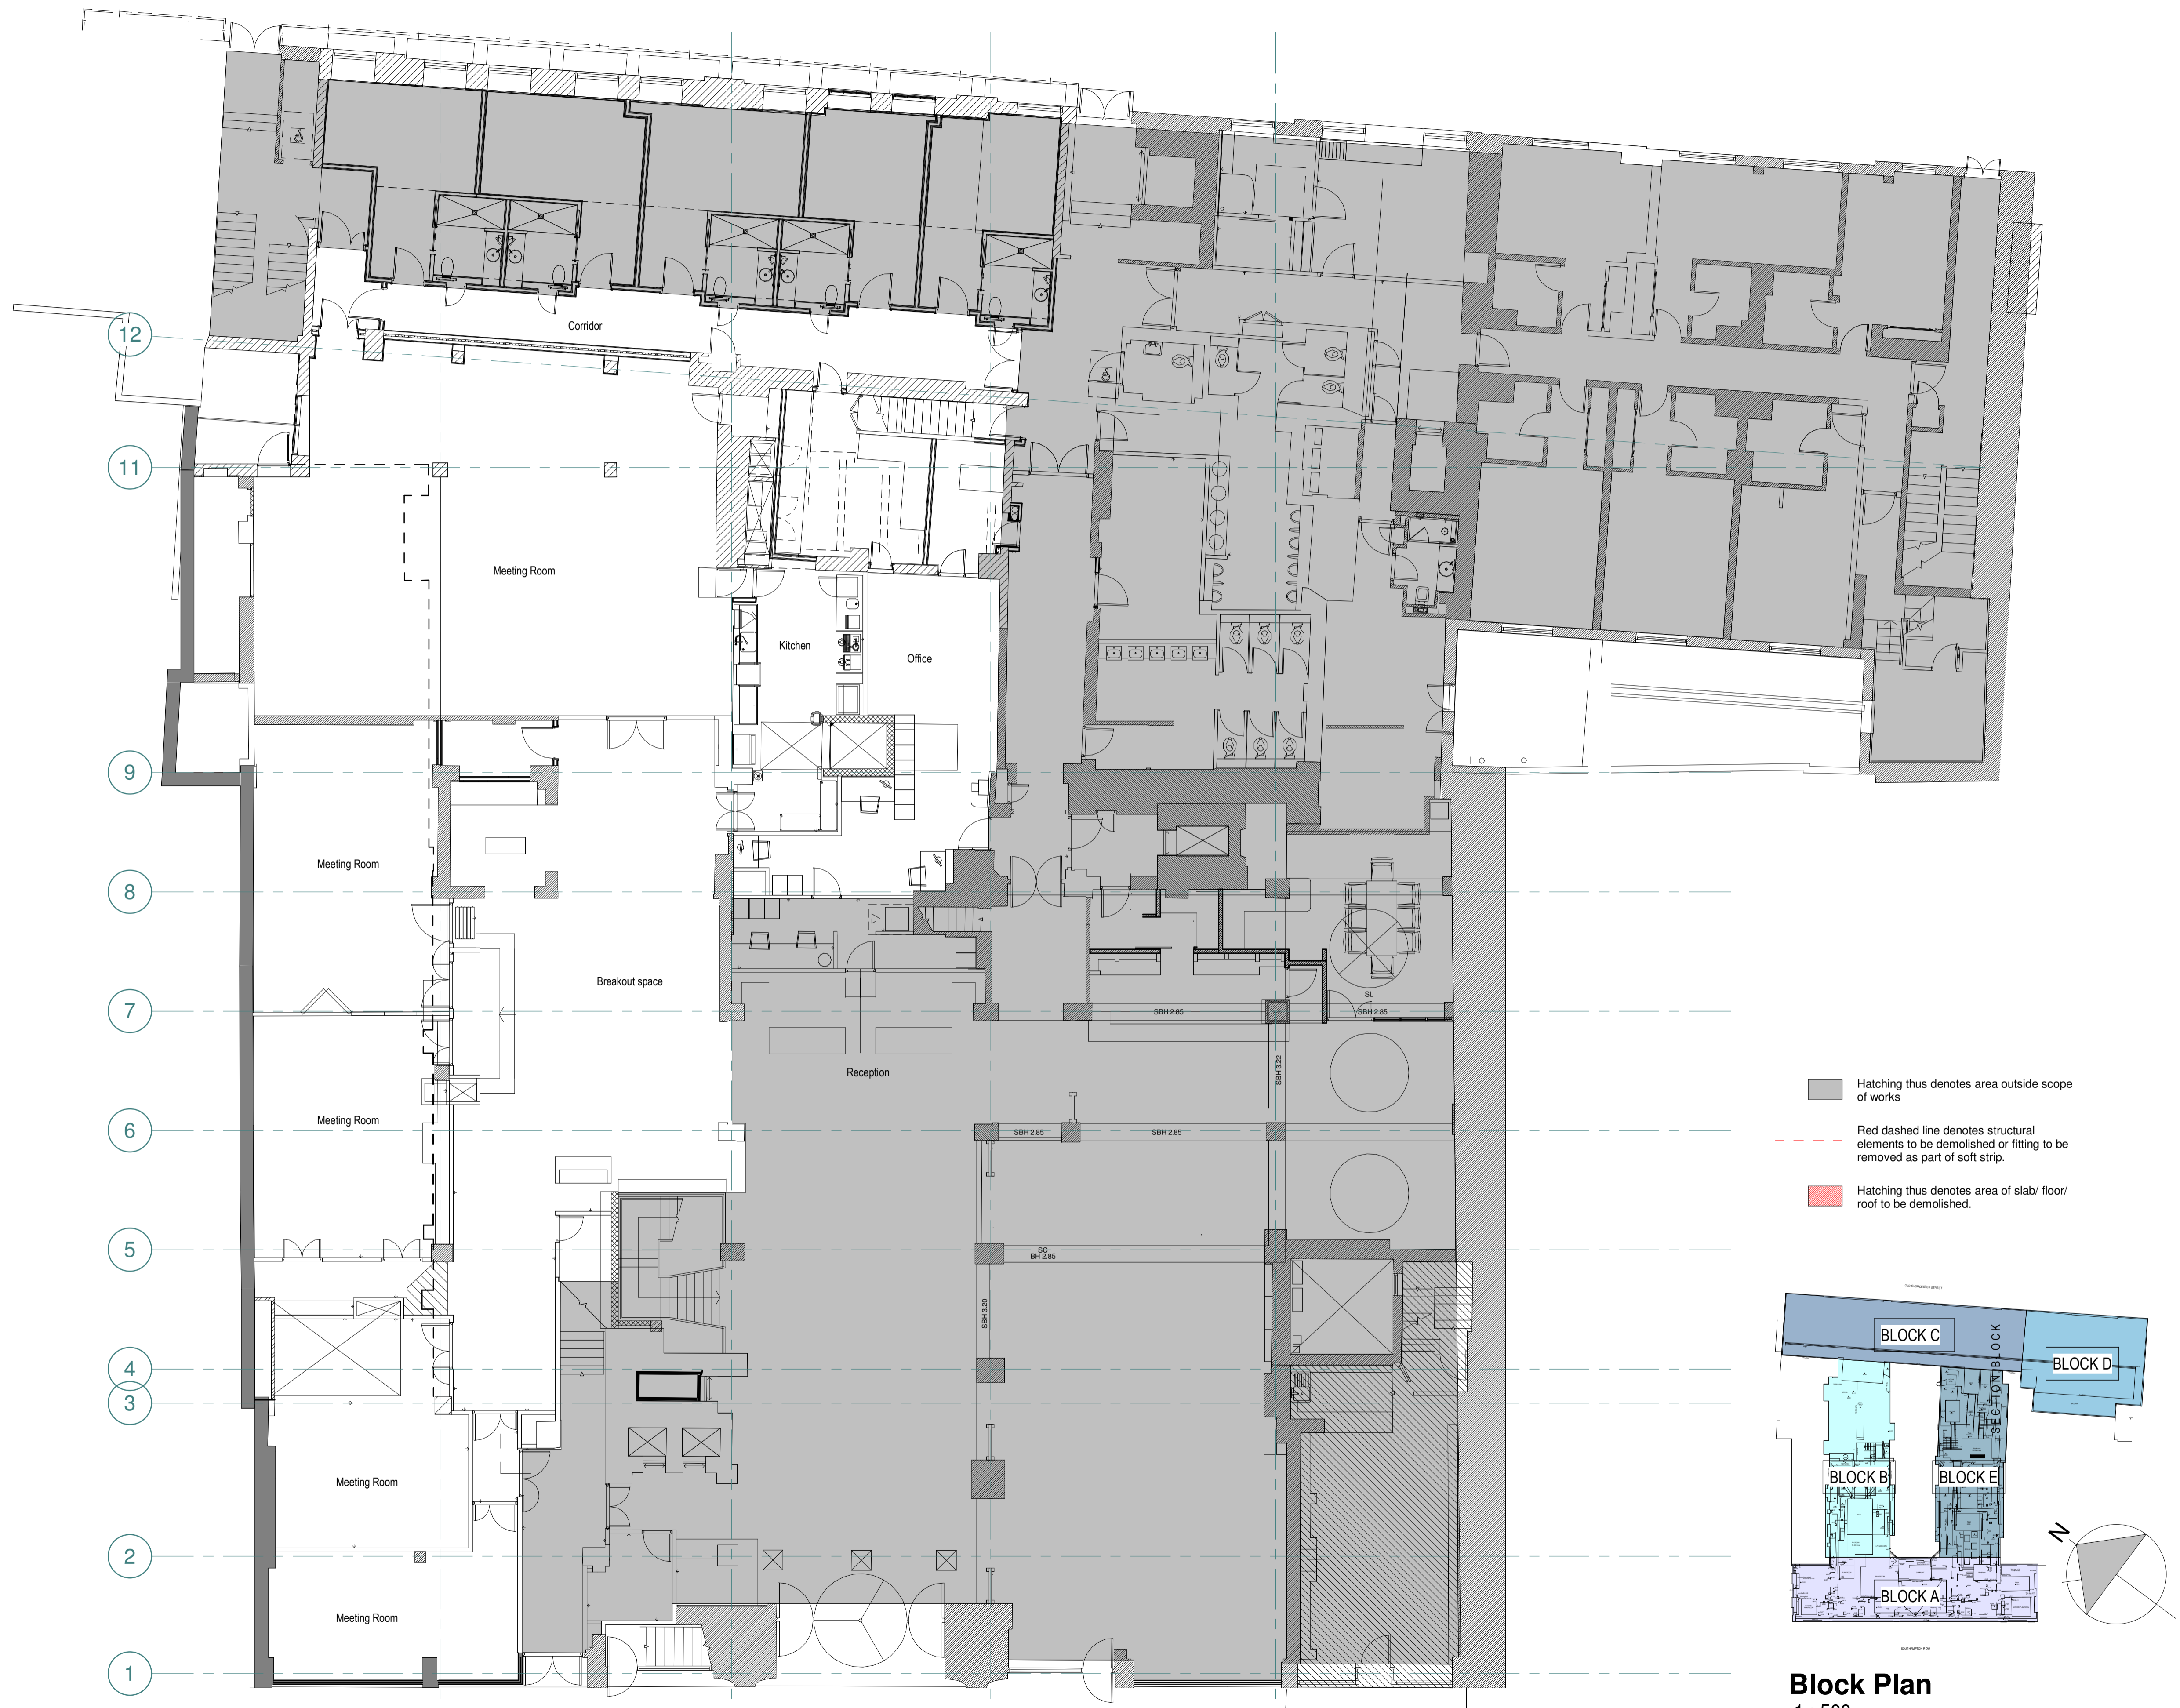 12
Corridor
11
Meeting Room
Kitchen
Office
9
Meeting Room
8
Breakout space
SL
7
SBH 2.85
SBH 2.85
Reception
SBH 3.22
Meeting Room
6
SBH 2.85
SBH 2.85
5
SC
BH 2.85
SBH 3.20
4
3
Meeting Room
2
Meeting Room
1
Hatching thus denotes area outside scope
of works
Red dashed line denotes structural
elements to be demolished or fitting to be
removed as part of soft strip.
Hatching thus denotes area of slab/ floor/
roof to be demolished.
BLOCK C
SECTION BLOCK
BLOCK D
BLOCK B
BLOCK E
BLOCK A
N
Block Plan